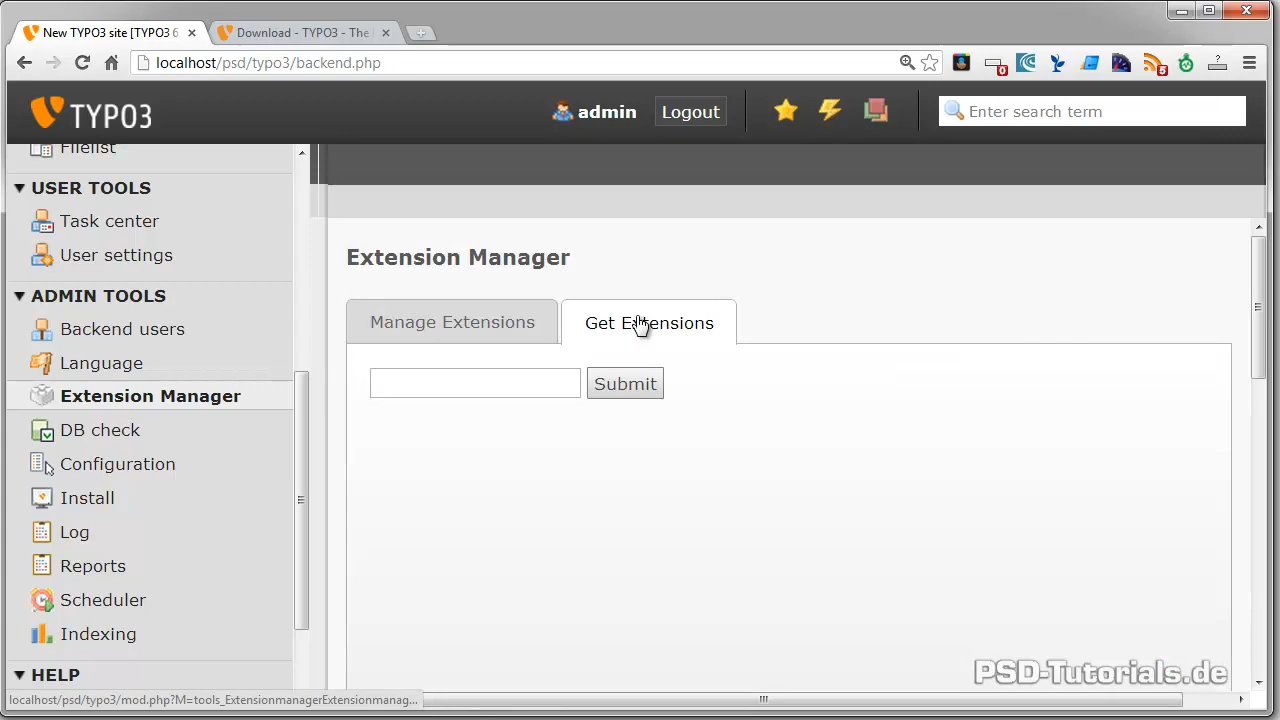 New TYPO3 site [TYPO3 6
Download - TYPO3 - The
localhost/psd/typo3/backend.php
0
5
?
TYPO3
admin
Logout
Enter search term
Filelist
USER TOOLS
Task center
User settings
ADMIN TOOLS
Backend users
Language
Extension Manager
DB check
Configuration
Install
Log
Reports
Scheduler
Indexing
HELP
Extension Manager
Manage Extensions
Get Extensions
Submit
PSD-Tutorials.de
localhost/psd/typo3/mod.php?M=tools_ExtensionmanagerExtensionmanag...